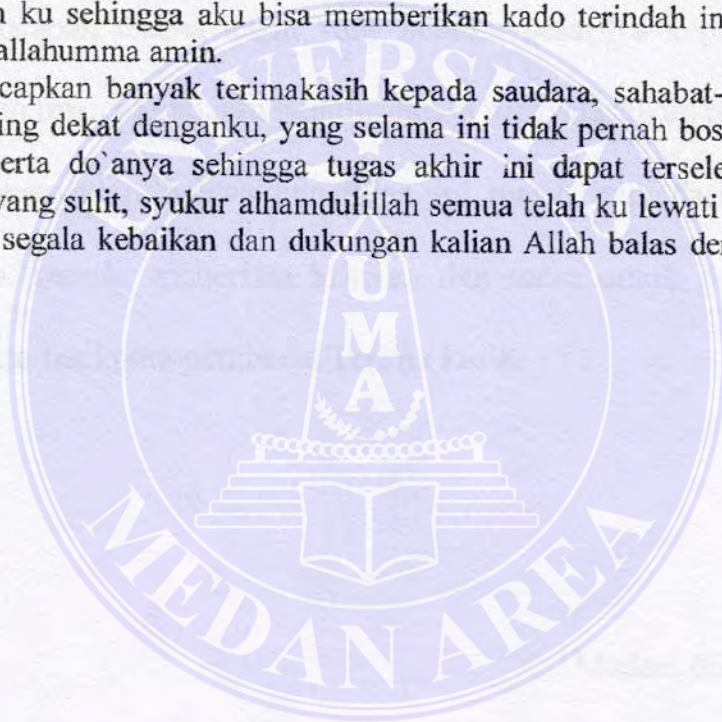 ku sehingga aku bisa memberikan kado terindah in
allahumma amin.
capkan banyak terimakasih kepada saudara, sahabat-
ing dekat denganku, yang selama ini tidak pernah bos
erta do`anya sehingga tugas akhir ini dapat tersele
yang sulit, syukur alhamdulillah semua telah ku lewati
segala kebaikan dan dukungan kalian Allah balas der
UNIVERSITAS
UMA
MEDAN AREA